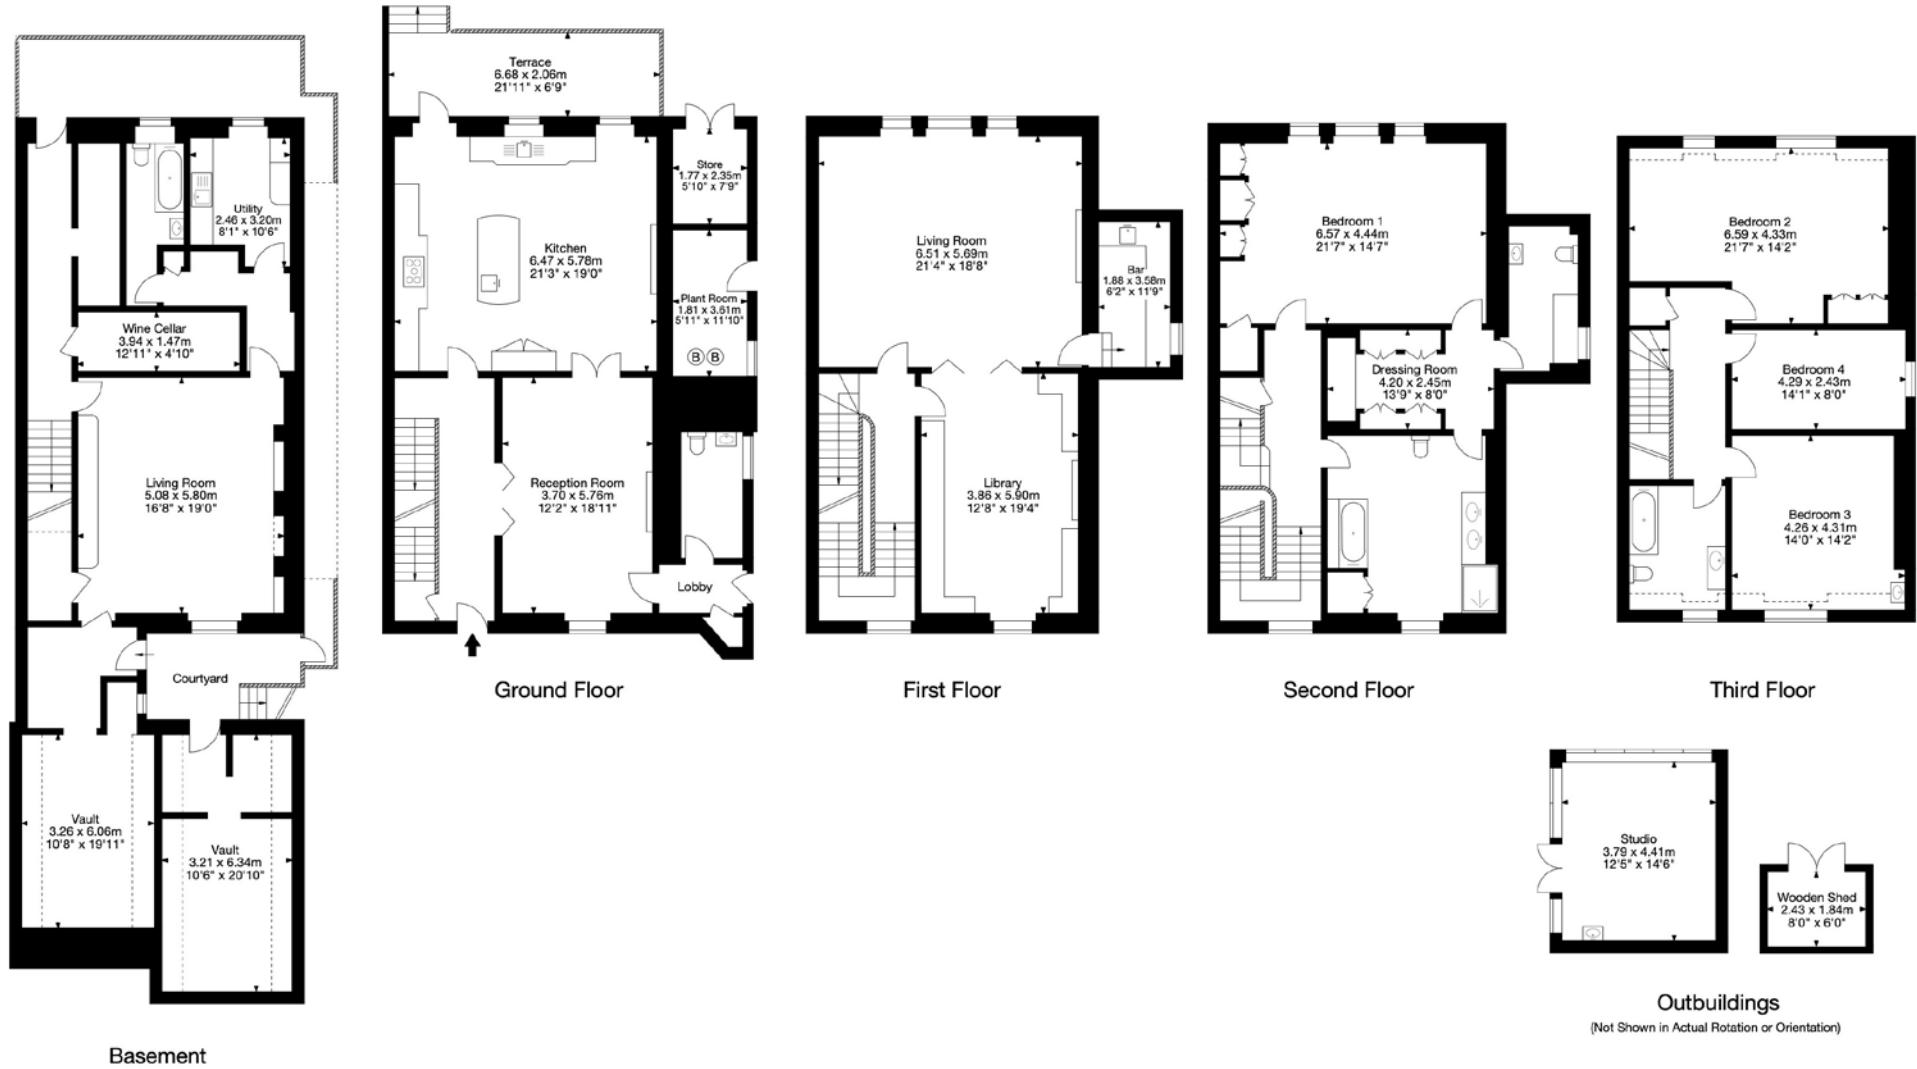 Utility
2.46 x 3.20m
8'1" x 10'6"
Wine Cellar
3.94 x 1.47m
12'11" x 4'10"
Living Room
5.08 x 5.80m
16'8" x 19'0"
Courtyard
Vault
3.26 x 6.06m
10'8" x 19'11"
Vault
3.21 x 6.34m
10'6" x 20'10"
Basement
Terrace
6.68 x 2.06m
21'11" x 6'9"
Store
1.77 x 2.35m
5'10" x 7'9"
Kitchen
6.47 x 5.78m
21'3" x 19'0"
Plant Room
1.81 x 3.61m
5'11" x 11'10"
B B
Reception Room
3.70 x 5.76m
12'2" x 18'11"
Lobby
Ground Floor
Living Room
6.51 x 5.69m
21'4" x 18'8"
Bar
1.88 x 3.58m
6'2" x 11'9"
Library
3.86 x 5.90m
12'8" x 19'4"
First Floor
Bedroom 1
6.57 x 4.44m
21'7" x 14'7"
Dressing Room
4.20 x 2.45m
13'9" x 8'0"
Second Floor
Bedroom 2
6.59 x 4.33m
21'7" x 14'2"
Bedroom 4
4.29 x 2.43m
14'1" x 8'0"
Bedroom 3
4.26 x 4.31m
14'0" x 14'2"
Third Floor
Studio
3.79 x 4.41m
12'5" x 14'6"
Wooden Shed
2.43 x 1.84m
8'0" x 6'0"
Outbuildings
(Not Shown in Actual Rotation or Orientation)